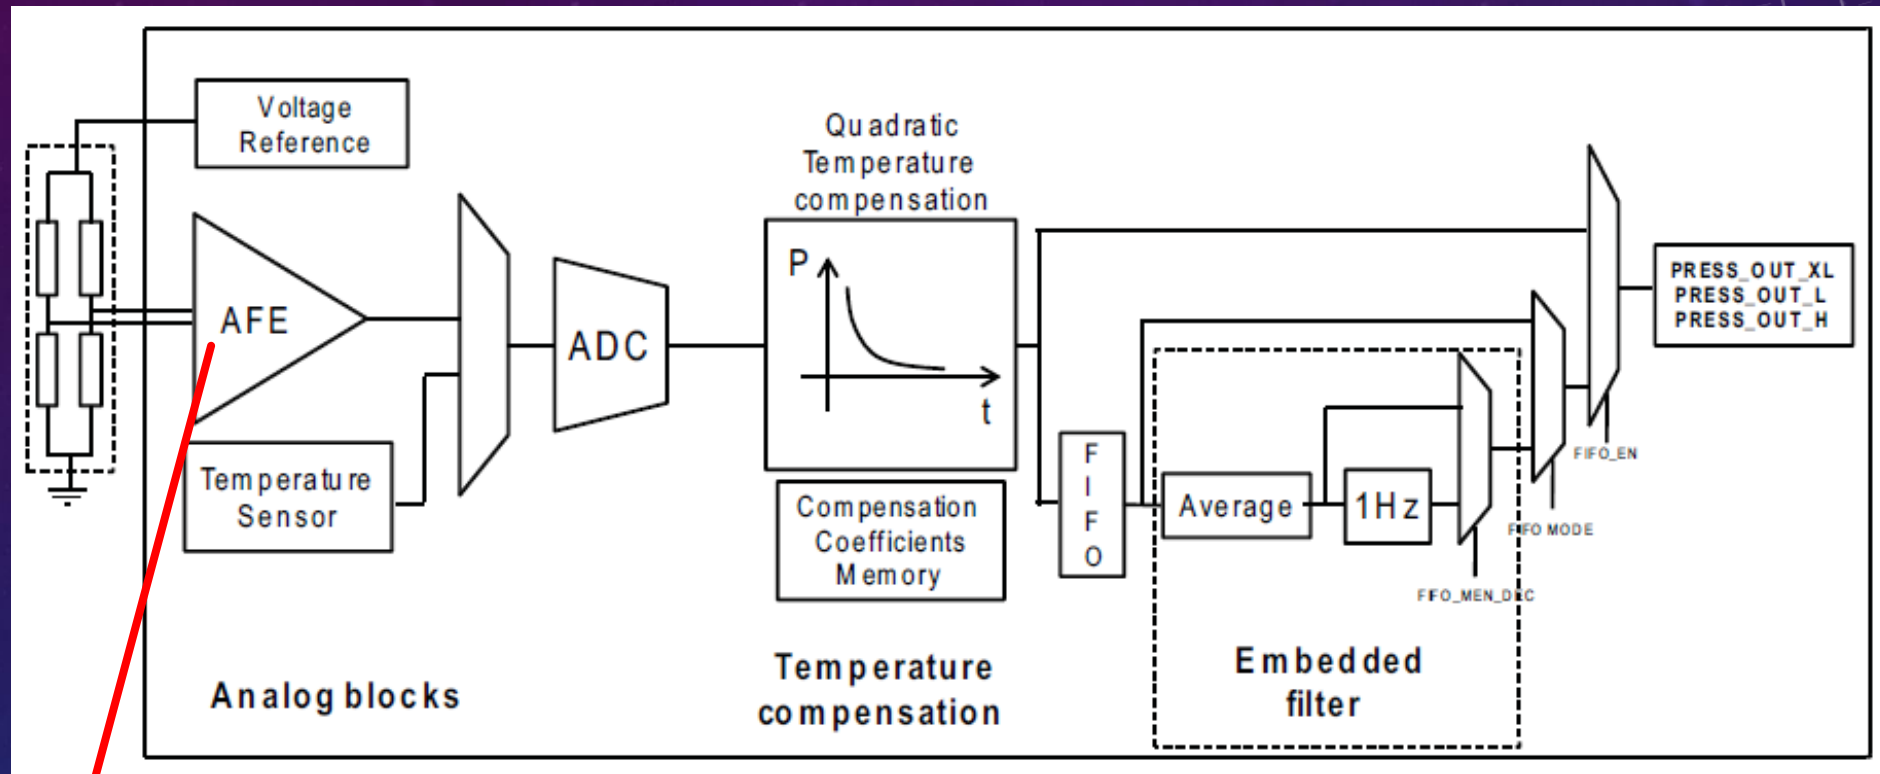 Voltage
Reference
AFE
Temperature
Sensor
ADC
Quadratic
Temperature
compensation
P
t
Compensation
Coefficients
Memory
F
I
F
O
Average
1Hz
FIFO_MEN_DEC
FIFO MODE
FIFO_EN
PRESS_OUT_XL
PRESS_OUT_L
PRESS_OUT_H
Analog blocks
Temperature
compensation
Embedded
filter